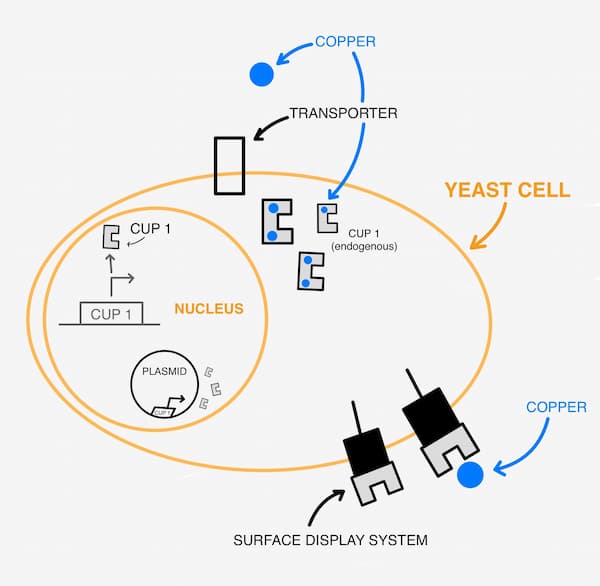 COPPER
TRANSPORTER
YEAST CELL
CUP 1
(endogenous)
CUP 1
CUP 1
NUCLEUS
PLASMID
CUP 1
COPPER
SURFACE DISPLAY SYSTEM